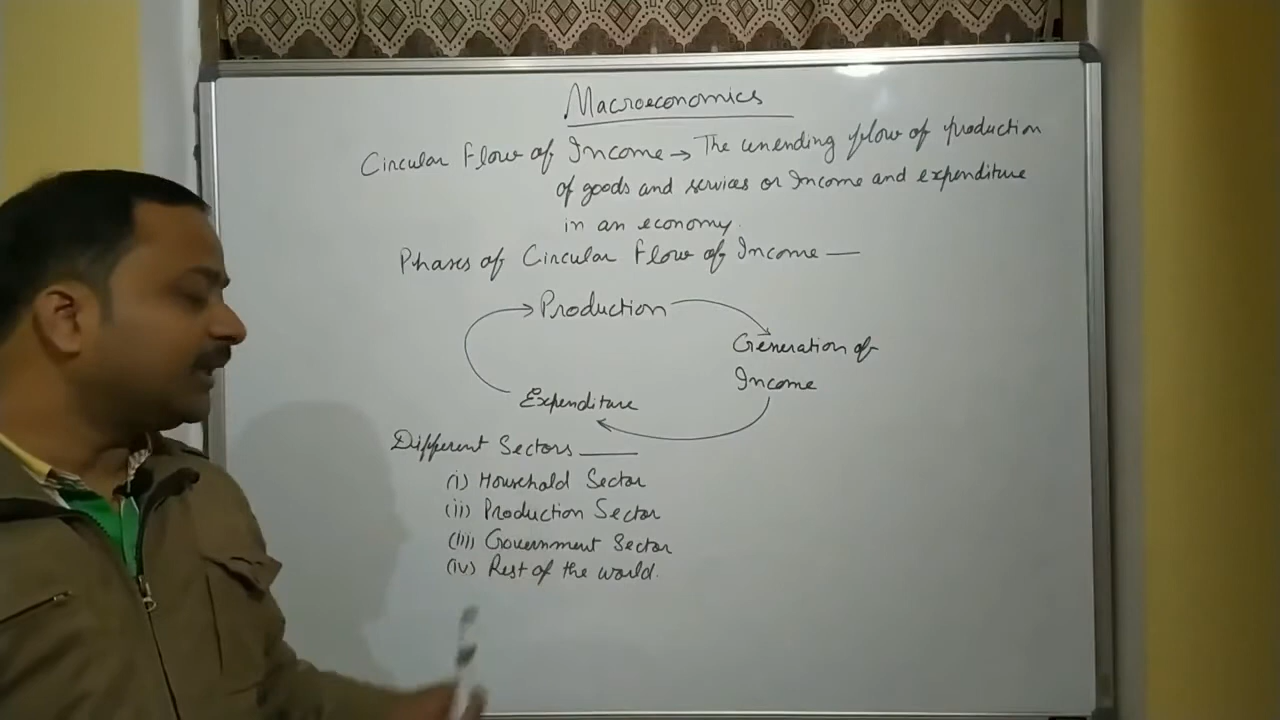 Macroeconomics
Circular Flow of Income → The unending flow of production
of goods and services or Income and expenditure
in an economy.
Phases of Circular Flow of Income —
Production
Generation of
Income
Expenditure
Different Sectors —
(i) Household Sector
(ii) Production Sector
(iii) Government Sector
(iv) Rest of the world.